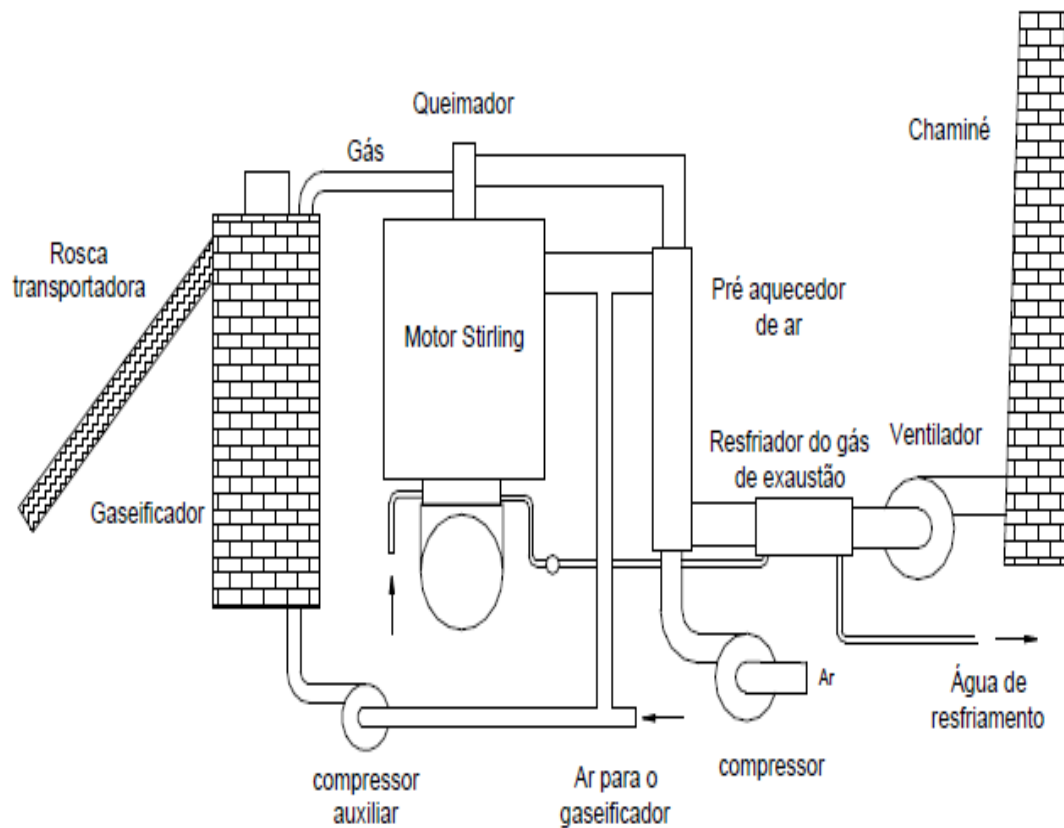 Queimador
Chaminé
Gás
Rosca
transportadora
Pré aquecedor
de ar
Motor Stirling
Resfriador do gás
de exaustão
Ventilador
Gaseificador
Ar
Água de
resfriamento
compressor
auxiliar
Ar para o
gaseificador
compressor